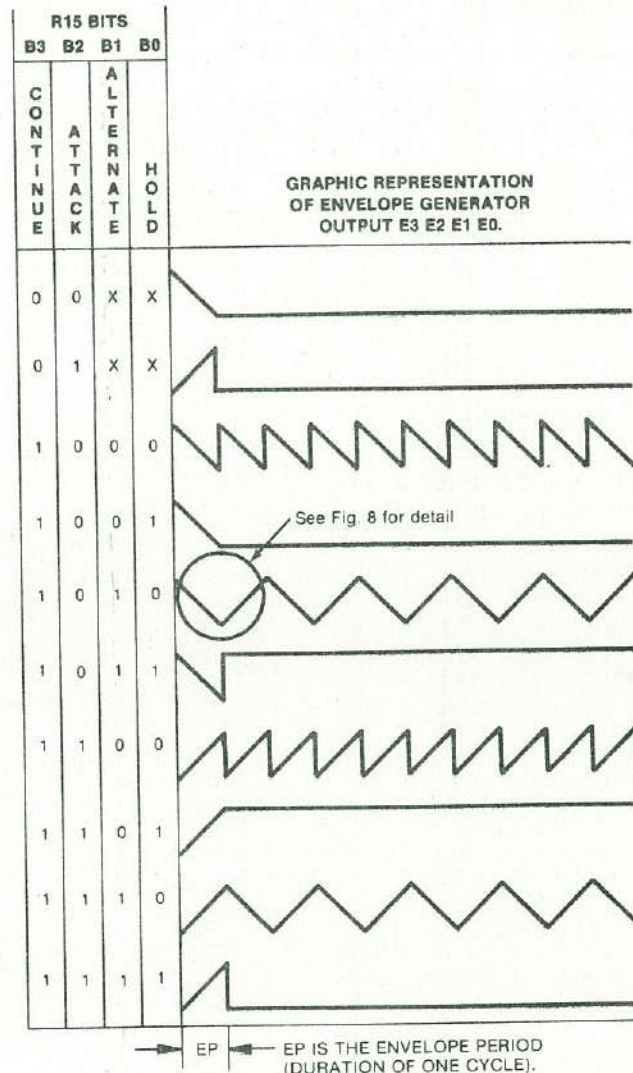 R15 BITS
B3 B2 B1 B0
CONTINUE
ATTACK
ALTERNATE
HOLD
GRAPHIC REPRESENTATION
OF ENVELOPE GENERATOR
OUTPUT E3 E2 E1 E0.
0 0 X X
0 1 X X
1 0 0 0
1 0 0 1
See Fig. 8 for detail
1 0 1 0
1 0 1 1
1 1 0 0
1 1 0 1
1 1 1 0
1 1 1 1
EP EP IS THE ENVELOPE PERIOD
(DURATION OF ONE CYCLE).